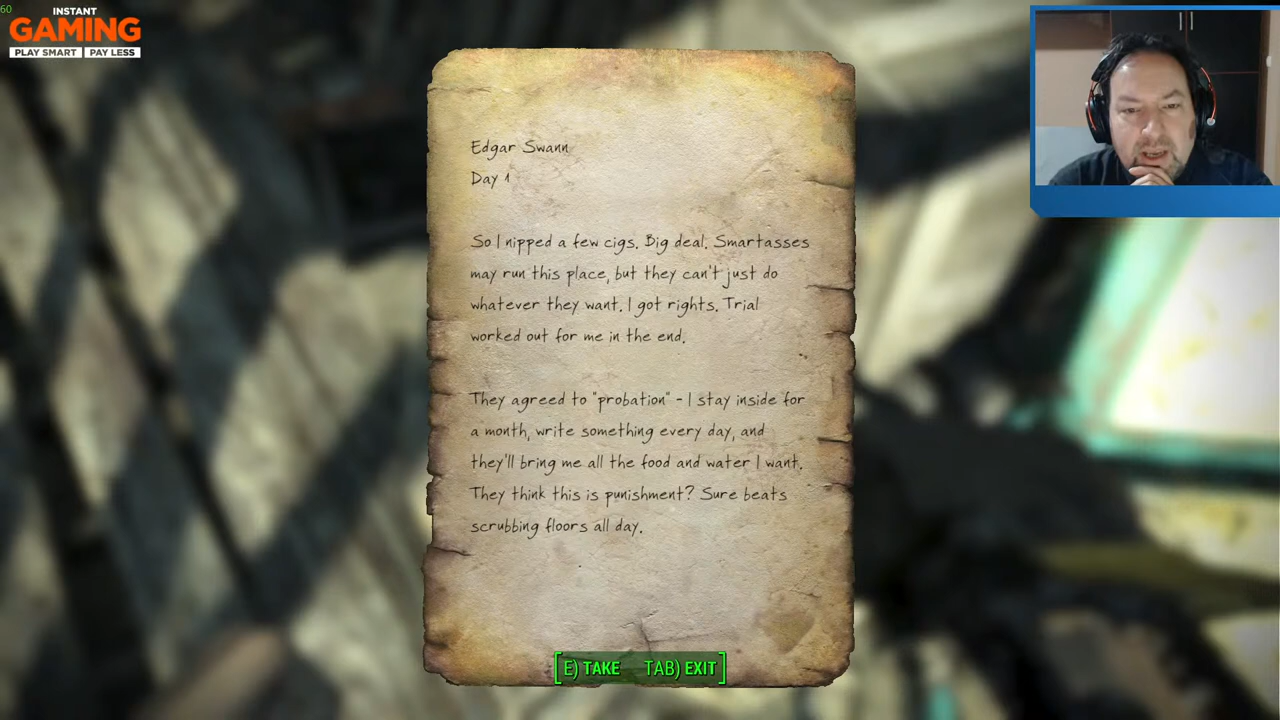 60
INSTANT
GAMING
PLAY SMART | PAY LESS
Edgar Swann
Day 1
So I nipped a few cigs. Big deal. Smartasses
may run this place, but they can't just do
whatever they want. I got rights. Trial
worked out for me in the end.
They agreed to "probation" - I stay inside for
a month, write something every day, and
they'll bring me all the food and water I want.
They think this is punishment? Sure beats
scrubbing floors all day.
E) TAKE TAB) EXIT